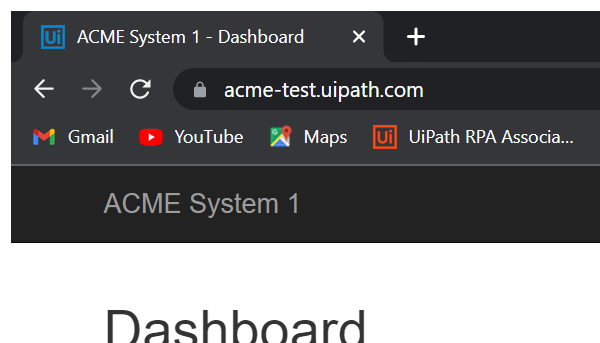 Ui ACME System 1 - Dashboard
acme-test.uipath.com
Gmail YouTube Maps Ui UiPath RPA Associa...
ACME System 1
Dashboard